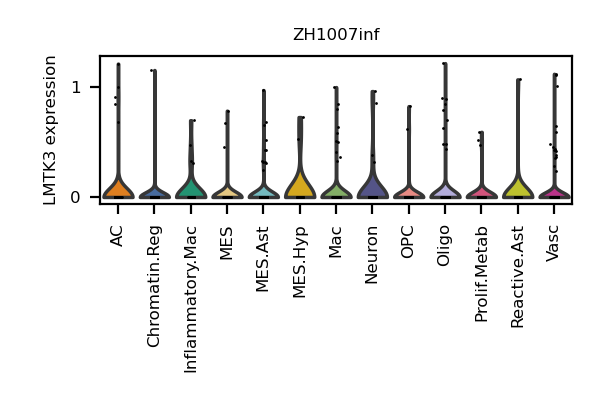 ZH1007inf
LMTK3 expression
1
0
AC
Chromatin.Reg
Inflammatory.Mac
MES
MES.Ast
MES.Hyp
Mac
Neuron
OPC
Oligo
Prolif.Metab
Reactive.Ast
Vasc